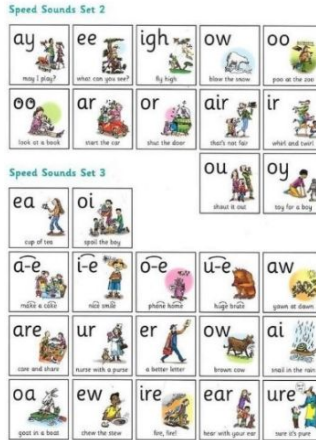 Speed Sounds Set 2
ay ee igh ow oo
may I play? what can you see? fly high blow the snow poo at the zoo
oo ar or air ir
look at a book start the car shut the door that's not fair whirl and twirl
ou oy
shout it out toy for a boy
Speed Sounds Set 3
ea oi
cup of tea spoil the boy
a-e i-e o-e u-e aw
make a cake nice smile phone home huge brute yawn at dawn
are ur er ow ai
care and share nurse with a purse a better letter brown cow snail in the rain
oa ew ire ear ure
goat in a boat chew the stew fire, fire! hear with your ear sure it's pure